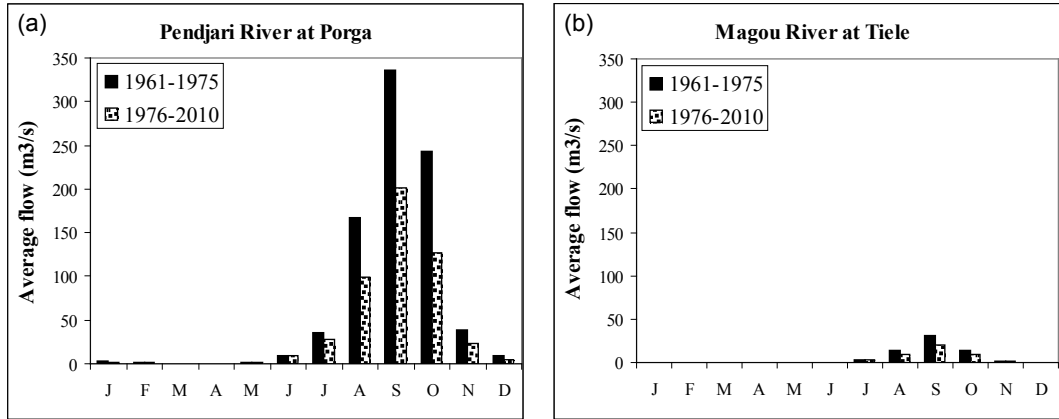 (a)
Pendjari River at Porga
Average flow (m3/s)
350
300
250
200
150
100
50
0
1961-1975
1976-2010
J F M A M J J A S O N D
(b)
Magou River at Tiele
Average flow (m3/s)
350
300
250
200
150
100
50
0
1961-1975
1976-2010
J F M A M J J A S O N D